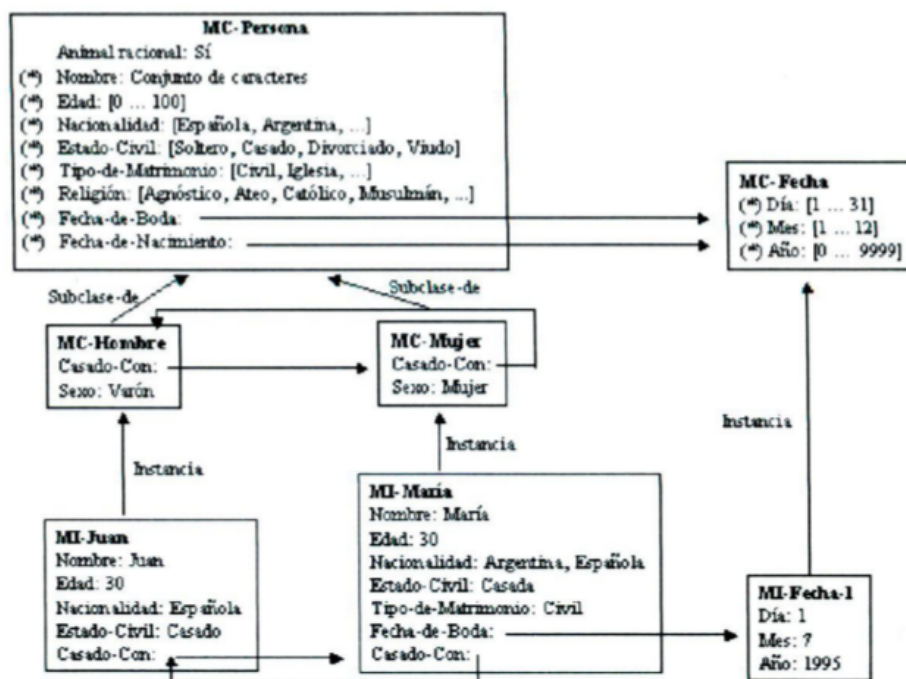 MC-Persona
Animal racional: Sí
(*) Nombre: Conjunto de caracteres
(*) Edad: [0 ... 100]
(*) Nacionalidad: [Española, Argentina, ...]
(*) Estado-Civil: [Soltero, Casado, Divorciado, Viudo]
(*) Tipo-de-Matrimonio: [Civil, Iglesia, ...]
(*) Religión: [Agnóstico, Ateo, Católico, Musulmán, ...]
(*) Fecha-de-Boda:
(*) Fecha-de-Nacimiento:
MC-Fecha
(*) Día: [1 ... 31]
(*) Mes: [1 ... 12]
(*) Año: [0 ... 9999]
Subclase-de
Subclase-de
MC-Hombre
Casado-Con:
Sexo: Varón
MC-Mujer
Casado-Con:
Sexo: Mujer
Instancia
Instancia
Instancia
MI-Juan
Nombre: Juan
Edad: 30
Nacionalidad: Española
Estado-Civil: Casado
Casado-Con:
MI-María
Nombre: María
Edad: 30
Nacionalidad: Argentina, Española
Estado-Civil: Casada
Tipo-de-Matrimonio: Civil
Fecha-de-Boda:
Casado-Con:
MI-Fecha-1
Día: 1
Mes: 7
Año: 1995